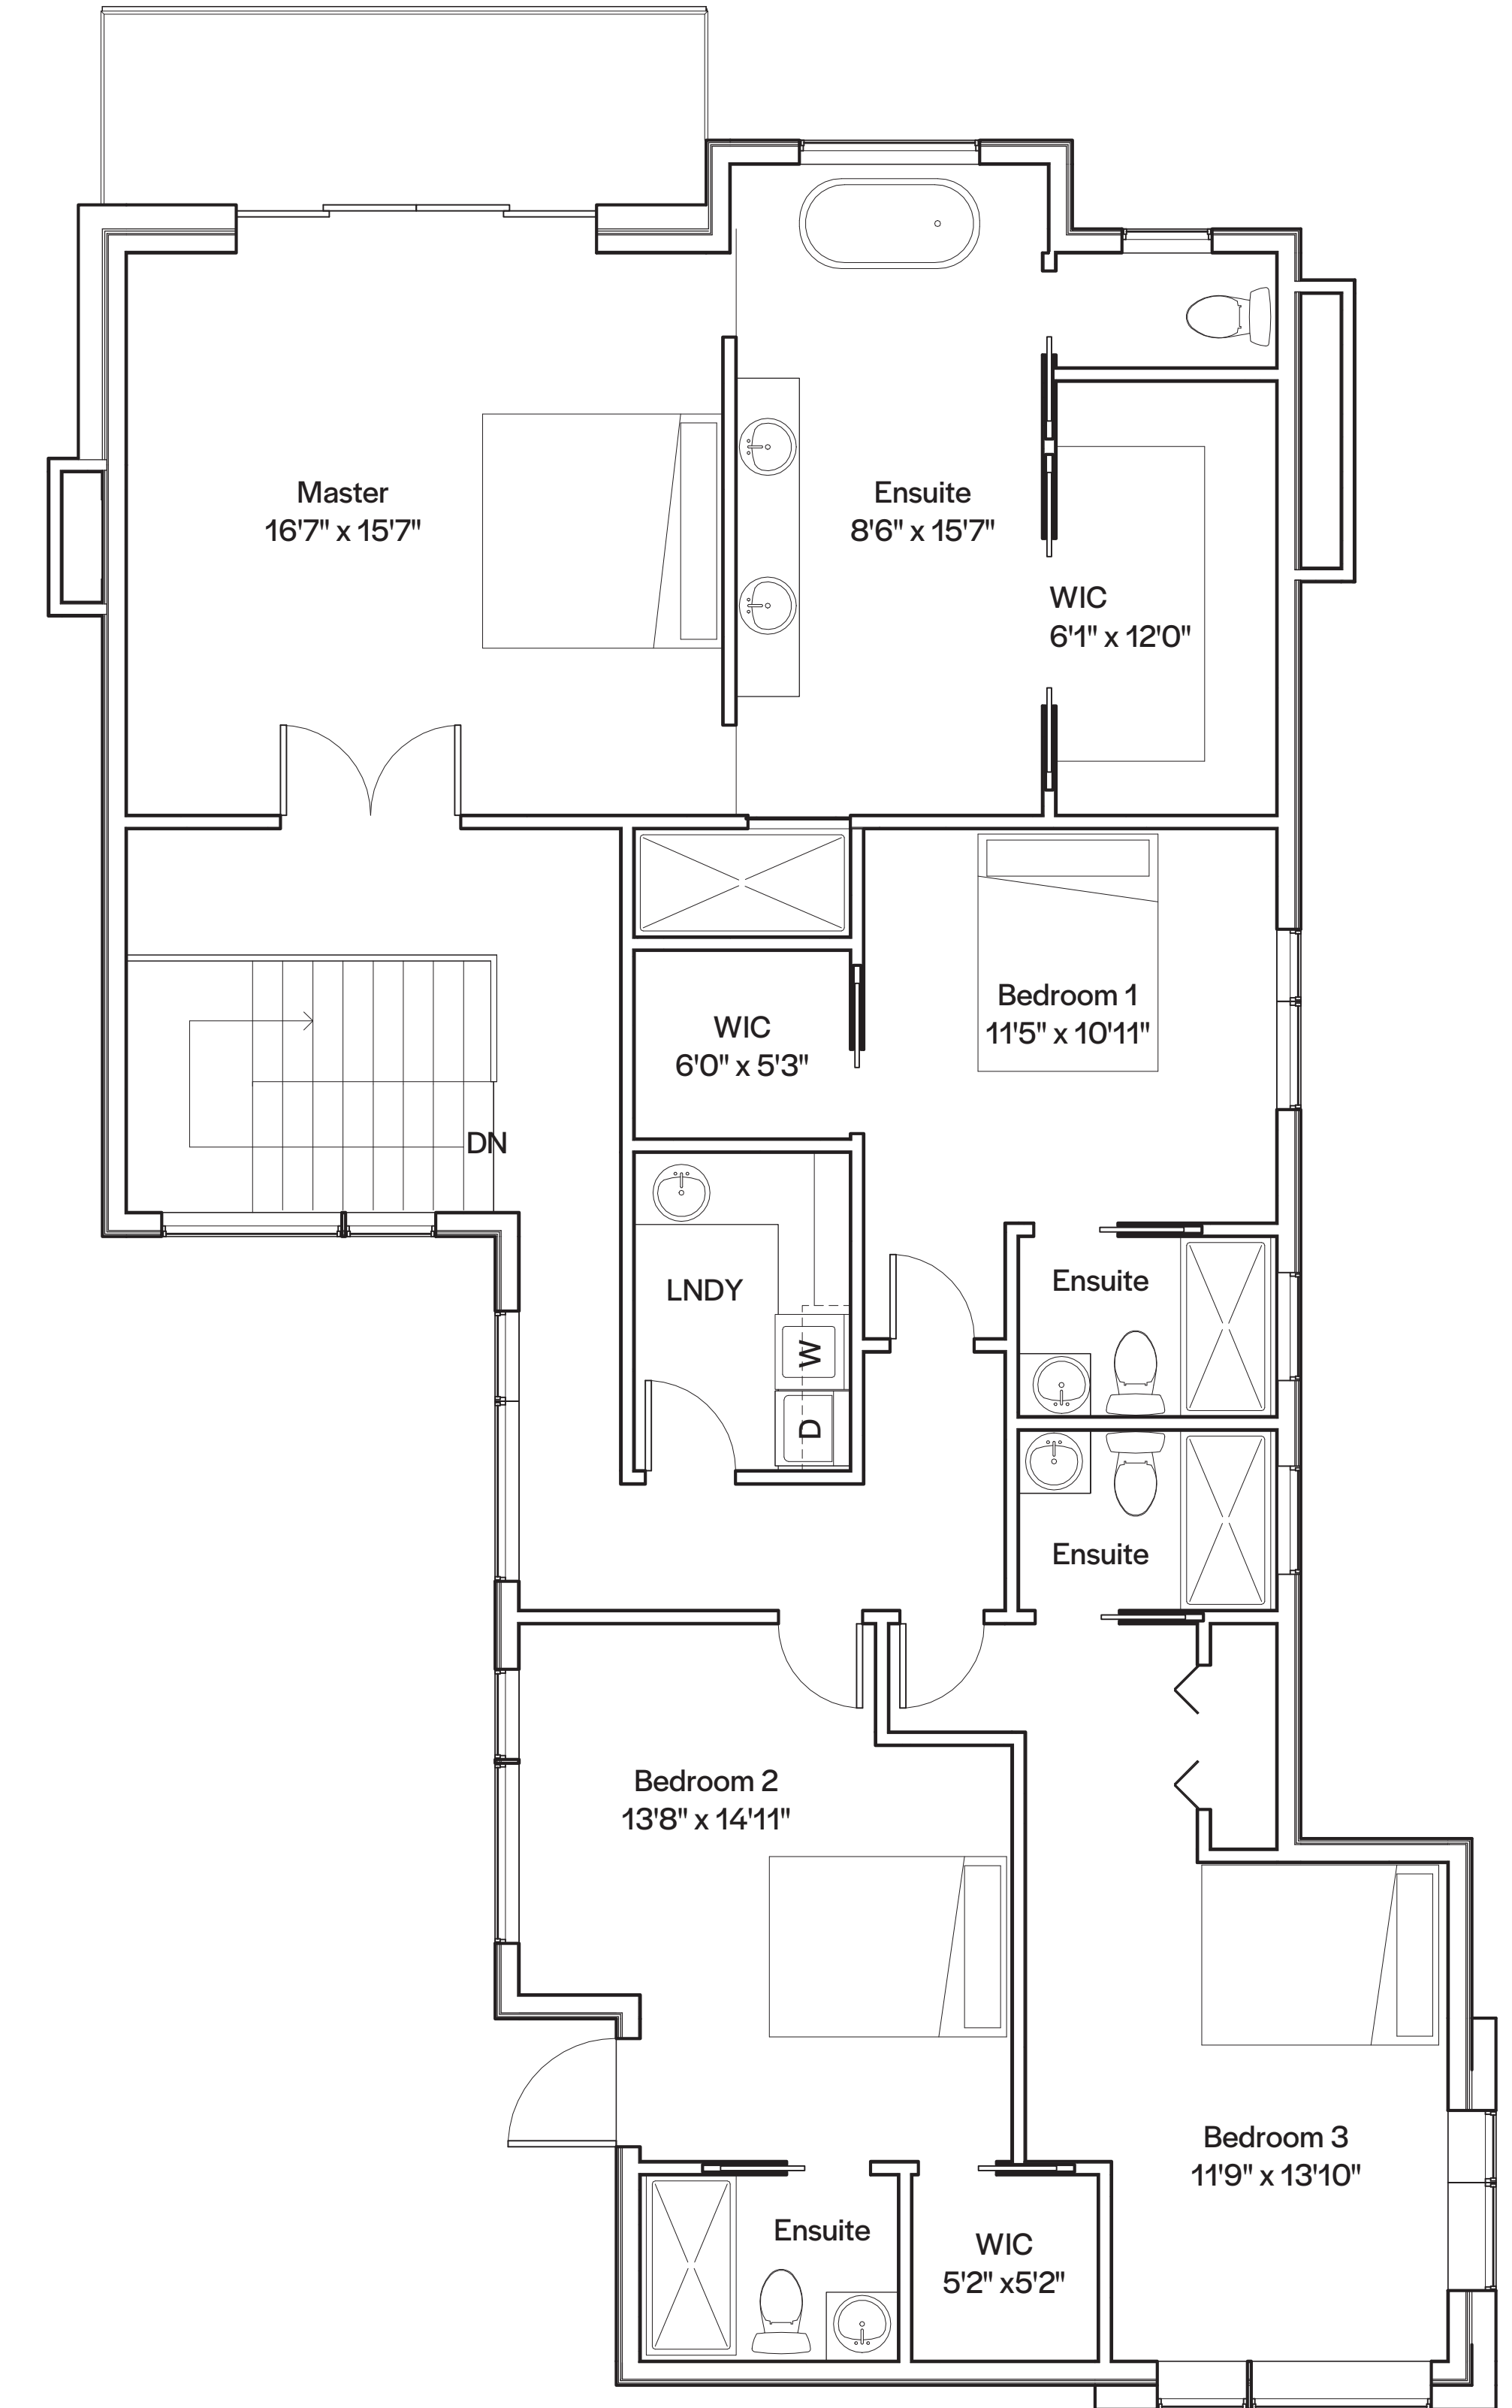 Master
16'7" x 15'7"
Ensuite
8'6" x 15'7"
WIC
6'1" x 12'0"
Bedroom 1
11'5" x 10'11"
WIC
6'0" x 5'3"
DN
LNDY
W
D
Ensuite
Ensuite
Bedroom 2
13'8" x 14'11"
Bedroom 3
11'9" x 13'10"
Ensuite
WIC
5'2" x5'2"